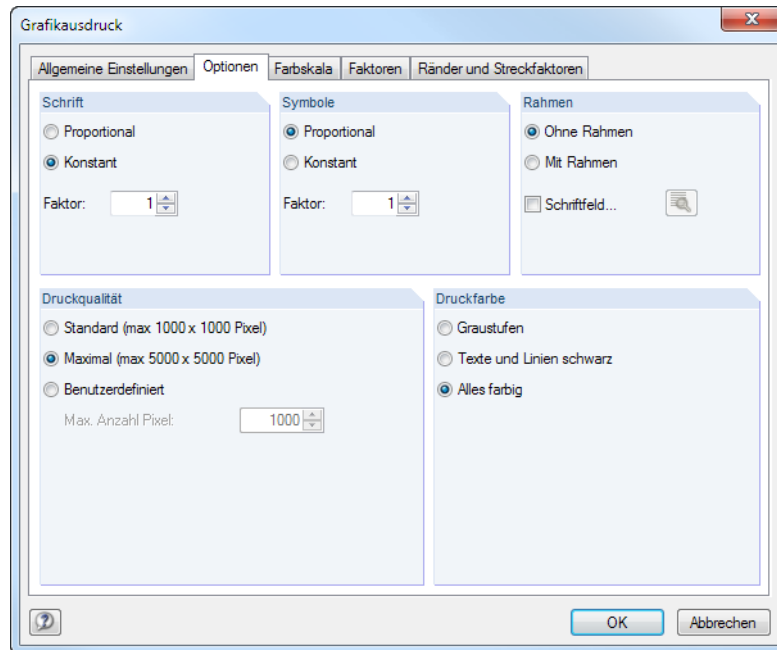 Grafikausdruck
Allgemeine Einstellungen Optionen Farbskala Faktoren Ränder und Streckfaktoren
Schrift
Proportional
Konstant
Faktor: 1
Symbole
Proportional
Konstant
Faktor: 1
Rahmen
Ohne Rahmen
Mit Rahmen
Schriftfeld...
Druckqualität
Standard (max 1000 x 1000 Pixel)
Maximal (max 5000 x 5000 Pixel)
Benutzerdefiniert
Max. Anzahl Pixel: 1000
Druckfarbe
Graustufen
Texte und Linien schwarz
Alles farbig
OK Abbrechen